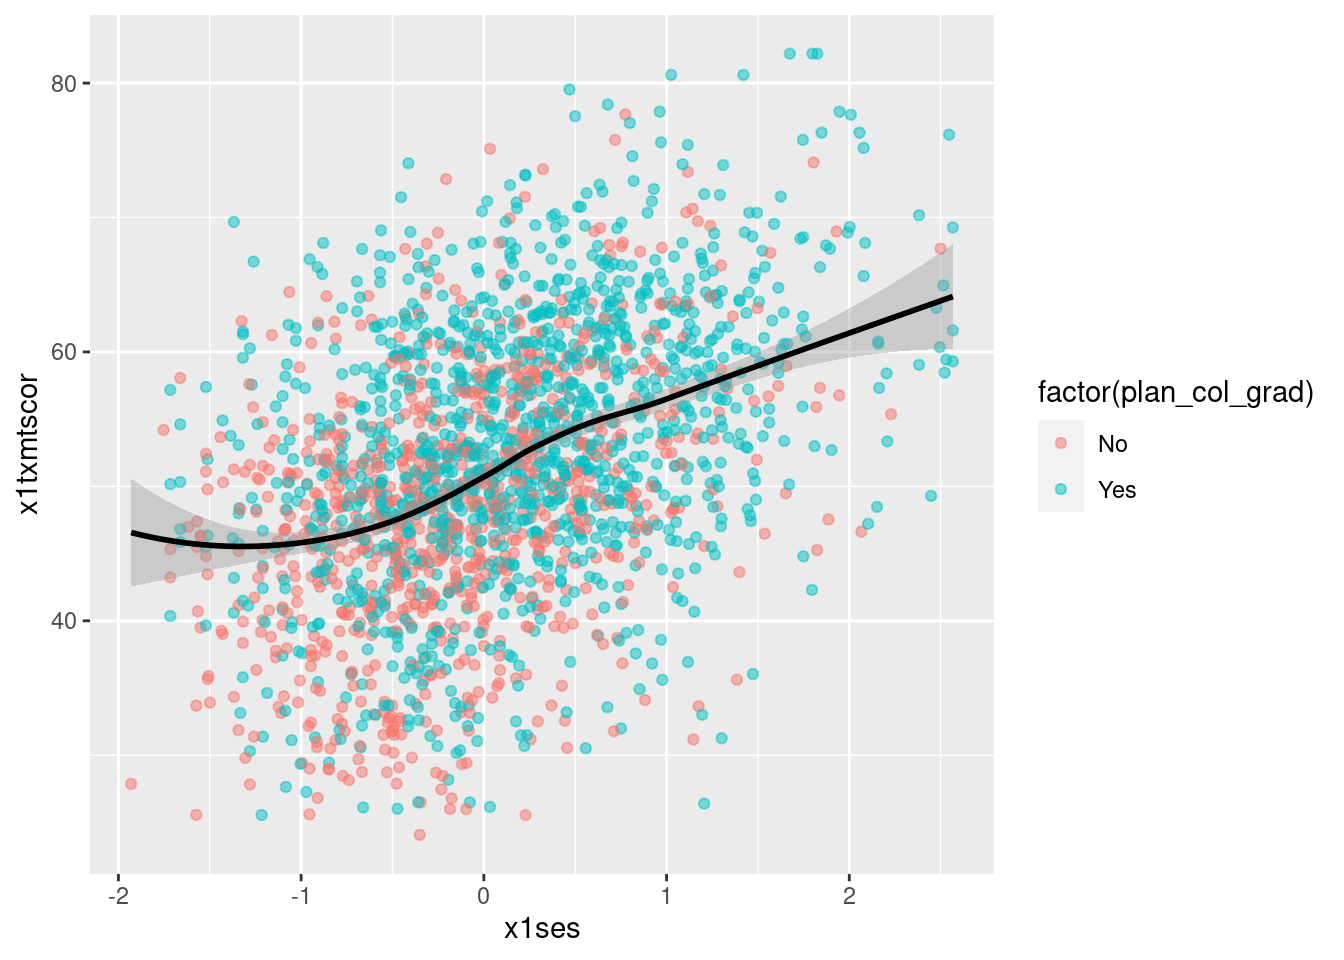 80
60
40
x1txmtscor
-2 -1 0 1 2
x1ses
factor(plan_col_grad)
No
Yes